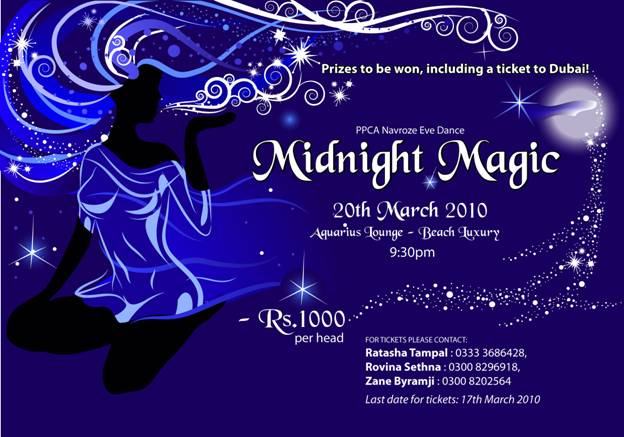 Prizes to be won, including a ticket to Dubai!
PPCA Navroze Eve Dance
Midnight Magic
20th March 2010
Aquarius Lounge - Beach Luxury
9:30pm
- Rs.1000
per head
FOR TICKETS PLEASE CONTACT:
Ratasha Tampal : 0333 3686428,
Rovina Sethna : 0300 8296918,
Zane Byramji : 0300 8202564
Last date for tickets: 17th March 2010